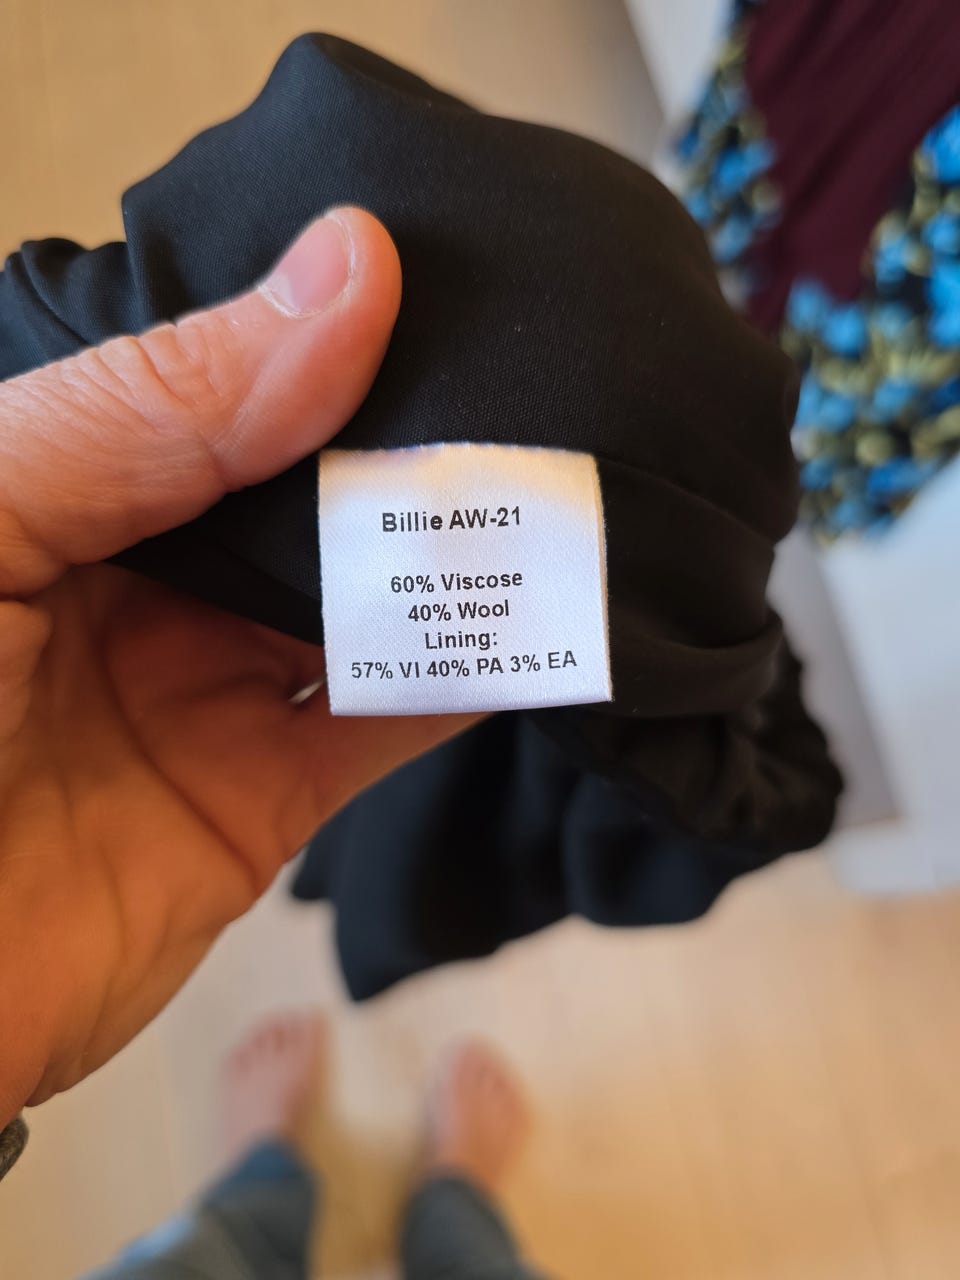 Billie AW-21
60% Viscose
40% Wool
Lining:
57% VI 40% PA 3% EA